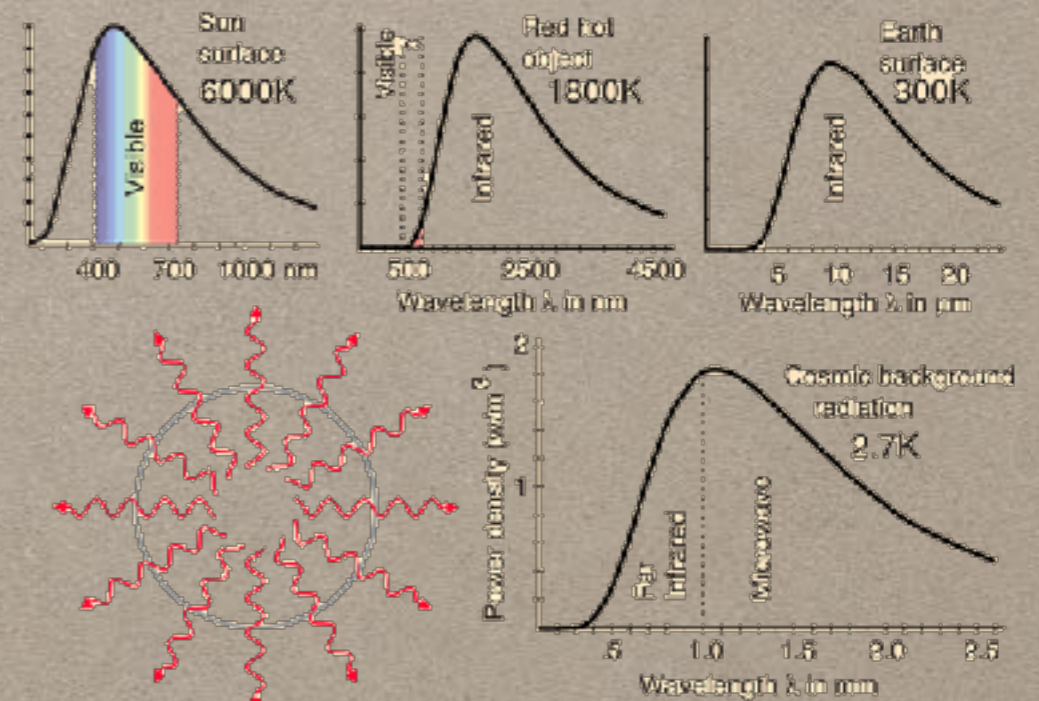 Sun
surface
6000K
Visible
400 700 1000 nm
Red hot
object
1800K
Visible
Infrared
500 2500 4500
Wavelength λ in nm
Earth
surface
300K
Infrared
5 10 15 20
Wavelength λ in μm
2
1
Power density (w/m³)
Cosmic background
radiation
2.7K
Far
Infrared
Microwave
.5 1.0 1.5 2.0 2.5
Wavelength λ in mm